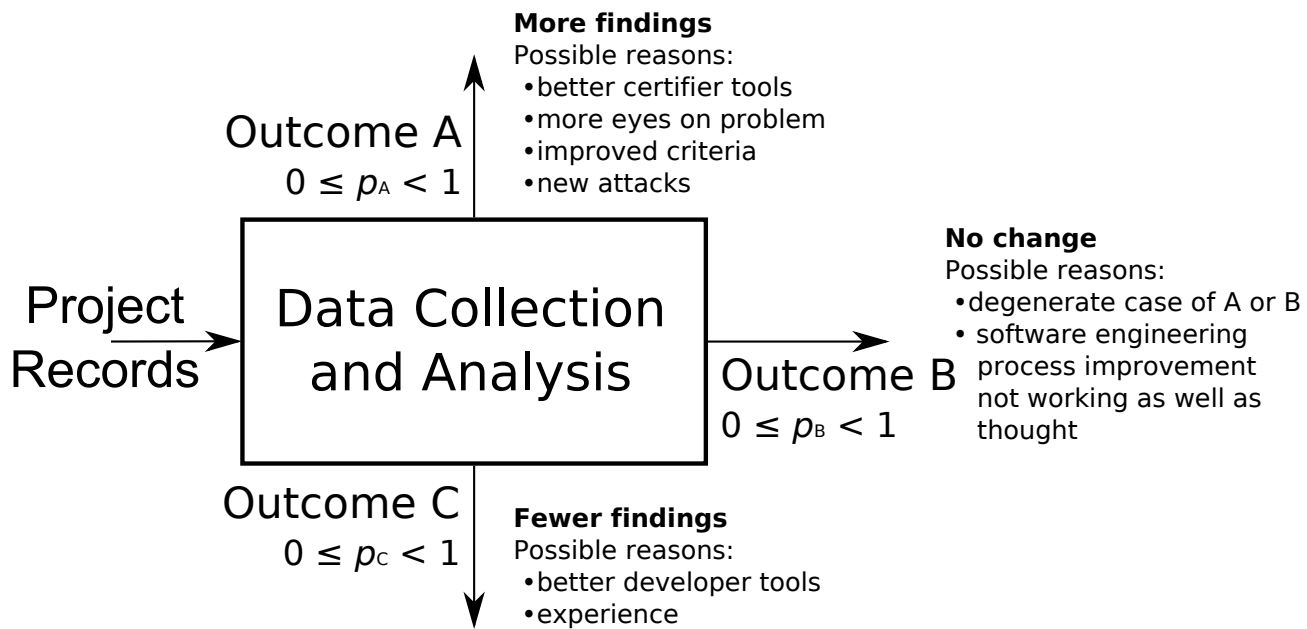 More findings
Possible reasons:
•better certifier tools
•more eyes on problem
•improved criteria
•new attacks
Outcome A
0 ≤ pA < 1
Project
Records
Data Collection
and Analysis
No change
Possible reasons:
•degenerate case of A or B
• software engineering
process improvement
not working as well as
thought
Outcome B
0 ≤ pB < 1
Outcome C
0 ≤ pC < 1
Fewer findings
Possible reasons:
•better developer tools
•experience